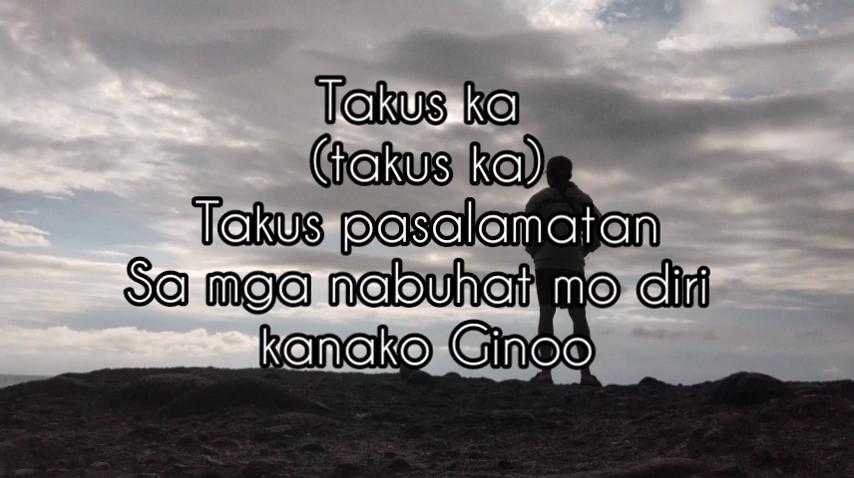 Takus ka
(takus ka)
Takus pasalamatan
Sa mga nabuhat mo diri
kanako Ginoo